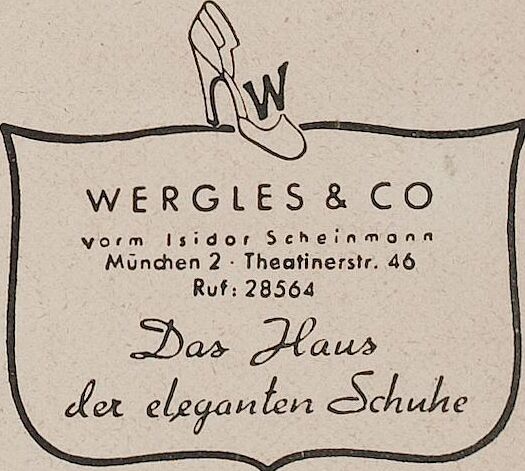 W
WERGLES & CO
vorm Isidor Scheinmann
München 2 · Theatinerstr. 46
Ruf: 28564
Das Haus
der eleganten Schuhe